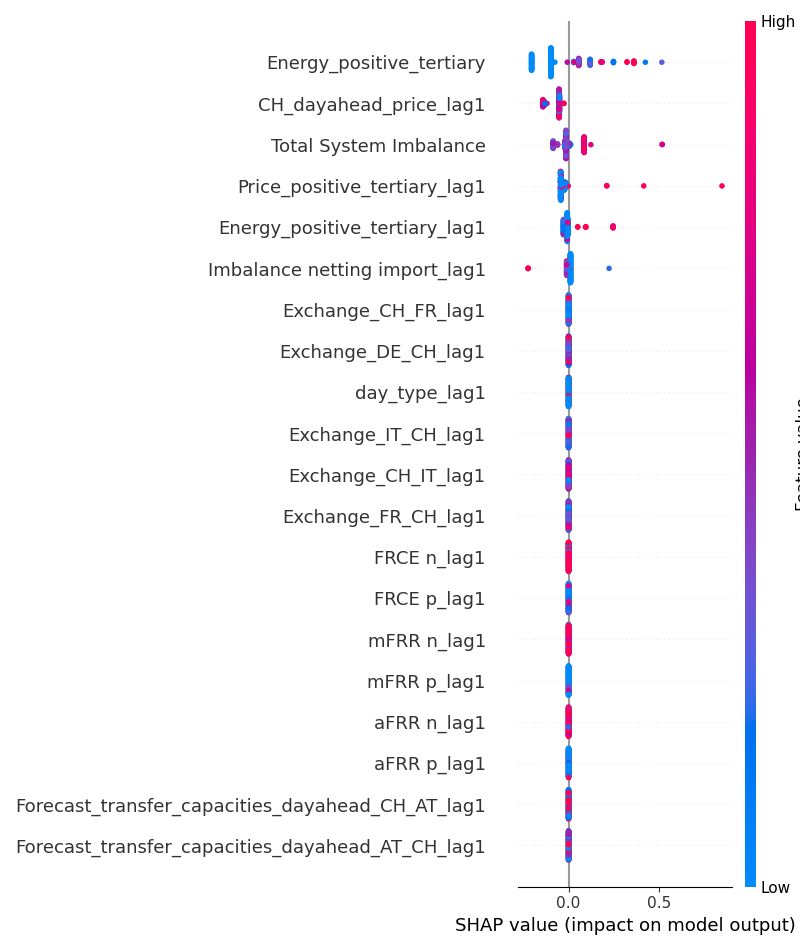 High
Energy_positive_tertiary
CH_dayahead_price_lag1
Total System Imbalance
Price_positive_tertiary_lag1
Energy_positive_tertiary_lag1
Imbalance netting import_lag1
Exchange_CH_FR_lag1
Exchange_DE_CH_lag1
day_type_lag1
Exchange_IT_CH_lag1
Exchange_CH_IT_lag1
Exchange_FR_CH_lag1
FRCE n_lag1
FRCE p_lag1
mFRR n_lag1
mFRR p_lag1
aFRR n_lag1
aFRR p_lag1
Forecast_transfer_capacities_dayahead_CH_AT_lag1
Forecast_transfer_capacities_dayahead_AT_CH_lag1
Low
0.0 0.5
SHAP value (impact on model output)